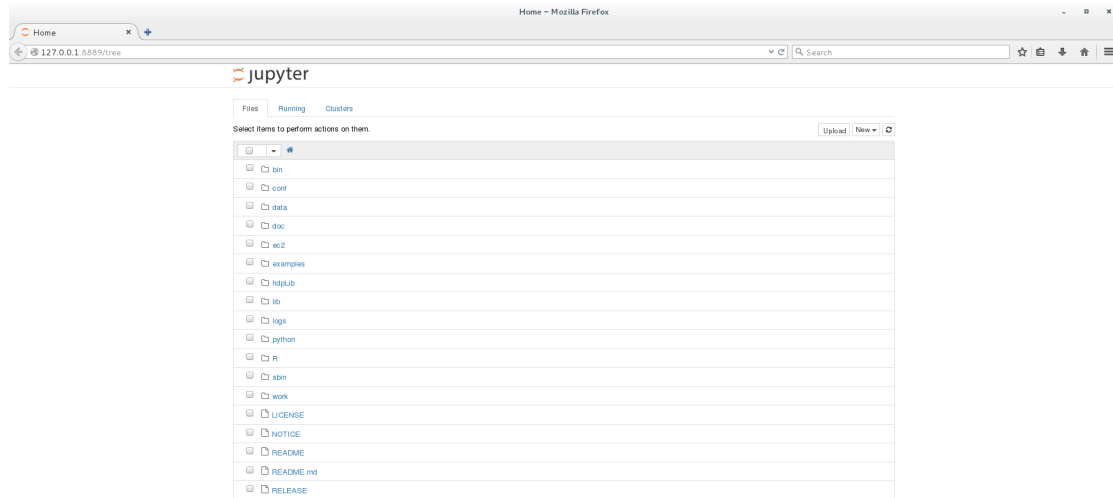 Home - Mozilla Firefox
Home
127.0.0.1:8889/tree
Search
jupyter
Files Running Clusters
Select items to perform actions on them.
Upload New
bin
conf
data
doc
ec2
examples
hdpLib
lib
logs
python
R
sbin
work
LICENSE
NOTICE
README
README.md
RELEASE